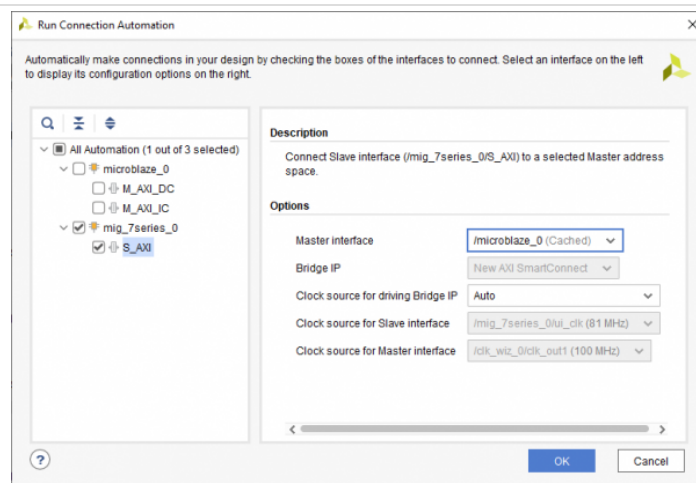 Run Connection Automation
Automatically make connections in your design by checking the boxes of the interfaces to connect. Select an interface on the left
to display its configuration options on the right.
All Automation (1 out of 3 selected)
microblaze_0
M_AXI_DC
M_AXI_IC
mig_7series_0
S_AXI
Description
Connect Slave interface (/mig_7series_0/S_AXI) to a selected Master address
space.
Options
Master interface /microblaze_0 (Cached)
Bridge IP New AXI SmartConnect
Clock source for driving Bridge IP Auto
Clock source for Slave interface /mig_7series_0/ui_clk (81 MHz)
Clock source for Master interface /clk_wiz_0/clk_out1 (100 MHz)
?
OK Cancel